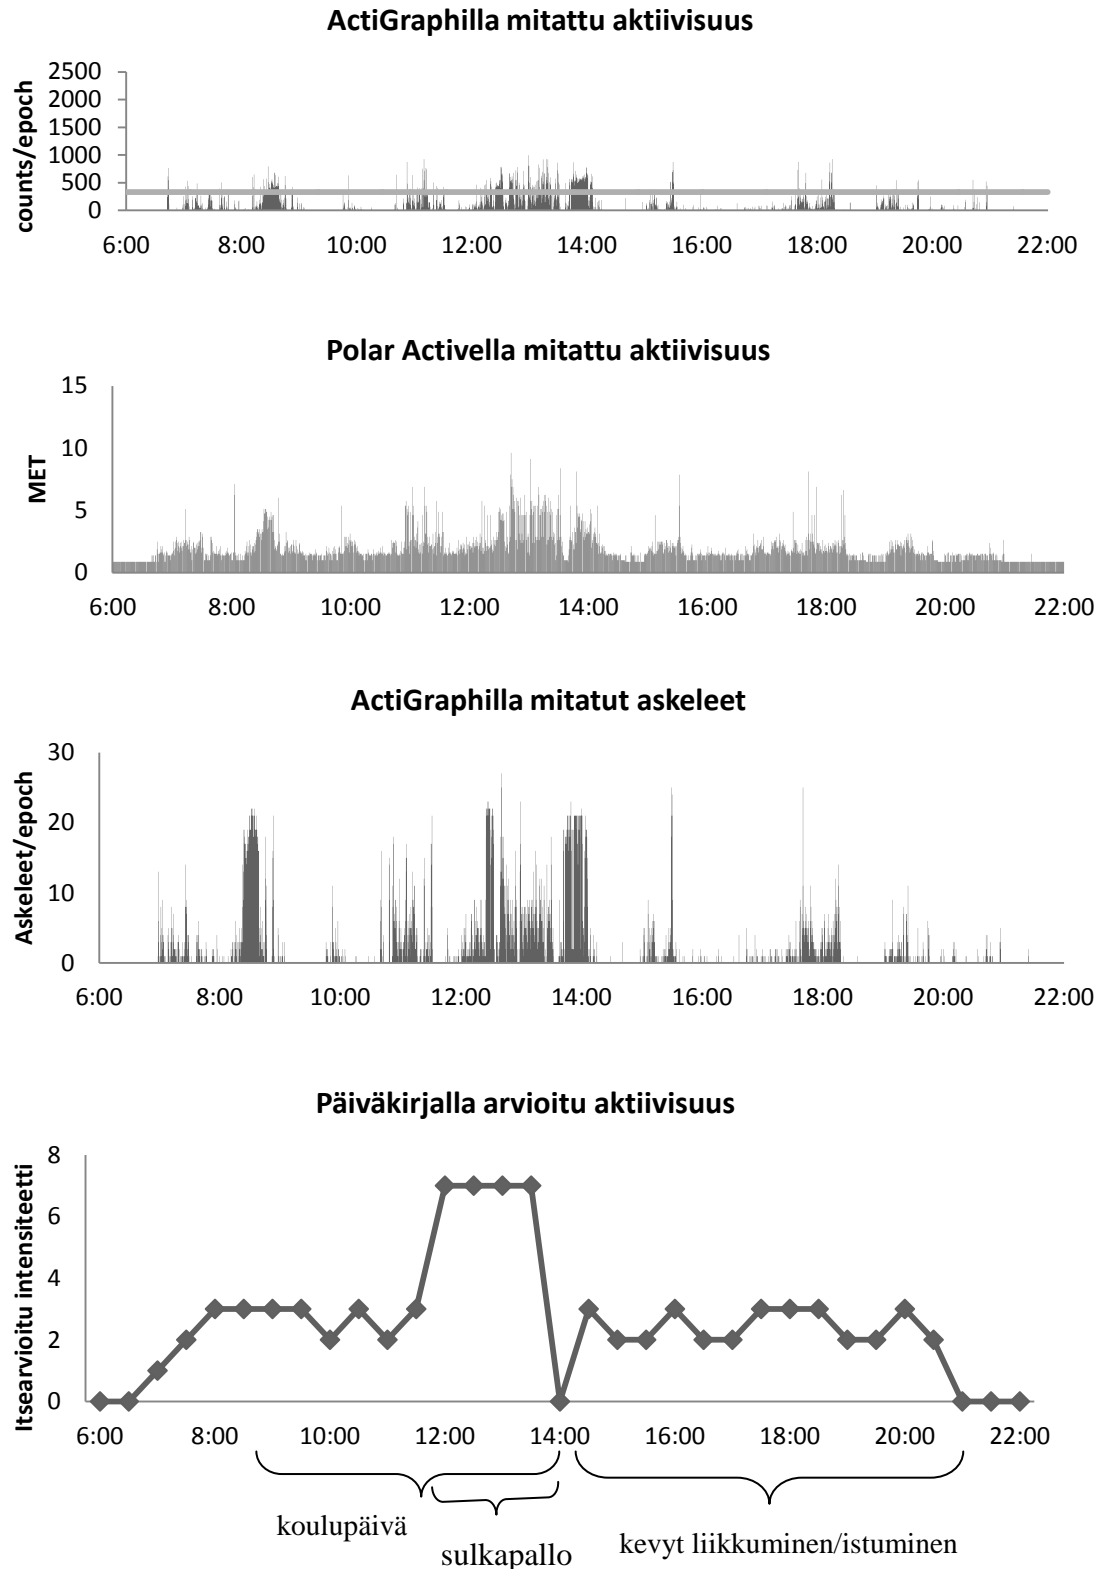 ActiGraphilla mitattu aktiivisuus
counts/epoch
2500
2000
1500
1000
500
0
6:00 8:00 10:00 12:00 14:00 16:00 18:00 20:00 22:00
Polar Activella mitattu aktiivisuus
MET
15
10
5
0
6:00 8:00 10:00 12:00 14:00 16:00 18:00 20:00 22:00
ActiGraphilla mitatut askeleet
Askeleet/epoch
30
20
10
0
6:00 8:00 10:00 12:00 14:00 16:00 18:00 20:00 22:00
Päiväkirjalla arvioitu aktiivisuus
Itsearvioitu intensiteetti
8
6
4
2
0
6:00 8:00 10:00 12:00 14:00 16:00 18:00 20:00 22:00
koulupäivä
sulkapallo
kevyt liikkuminen/istuminen